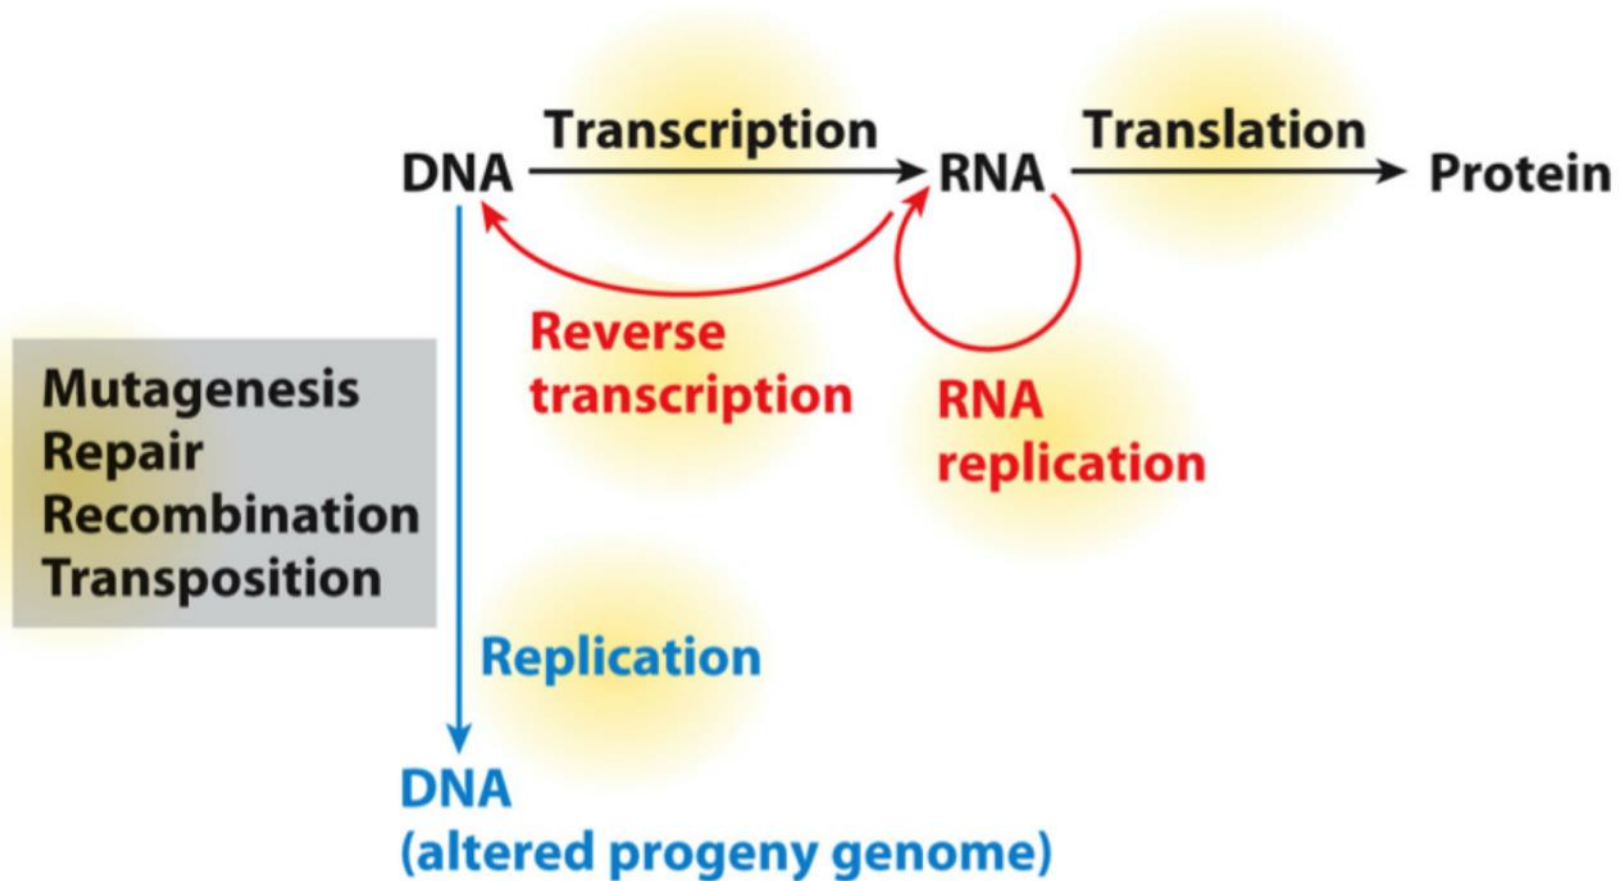 Transcription
Translation
DNA
RNA
Protein
Reverse
transcription
RNA
replication
Mutagenesis
Repair
Recombination
Transposition
Replication
DNA
(altered progeny genome)